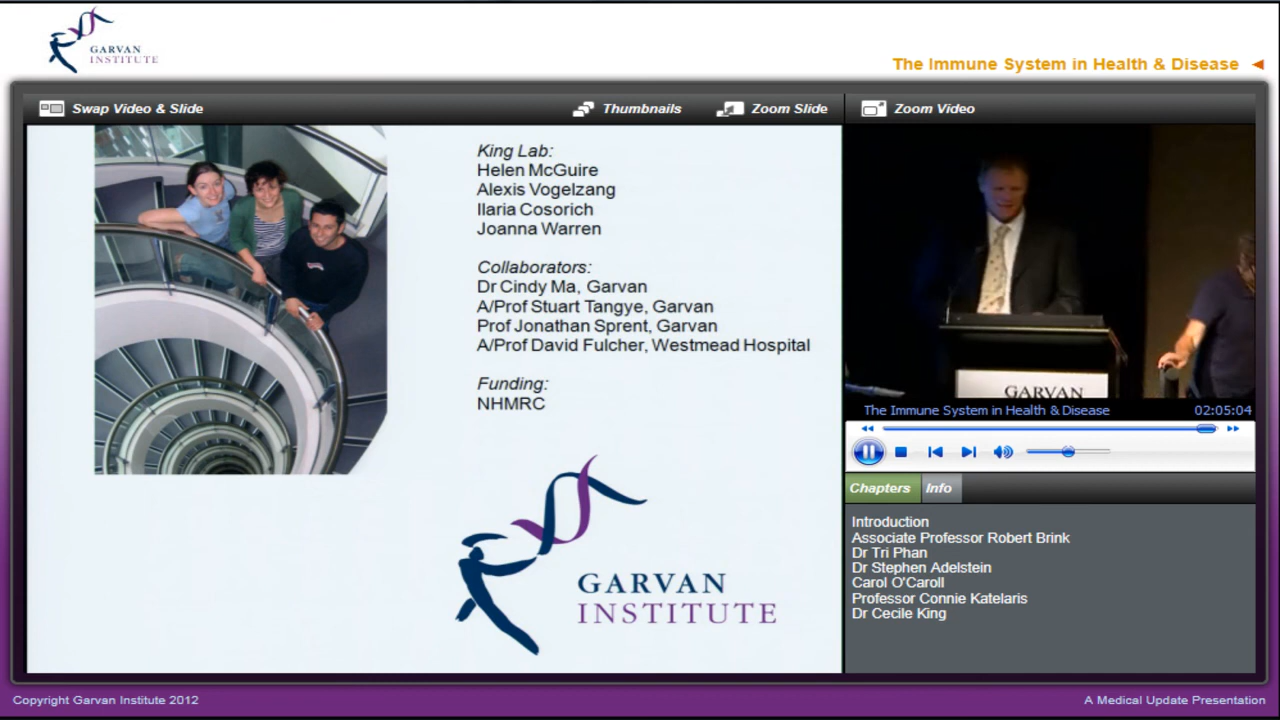 GARVAN
INSTITUTE
The Immune System in Health & Disease
Swap Video & Slide
Thumbnails
Zoom Slide
Zoom Video
King Lab:
Helen McGuire
Alexis Vogelzang
Ilaria Cosorich
Joanna Warren
Collaborators:
Dr Cindy Ma, Garvan
A/Prof Stuart Tangye, Garvan
Prof Jonathan Sprent, Garvan
A/Prof David Fulcher, Westmead Hospital
Funding:
NHMRC
GARVAN
INSTITUTE
GARVAN
The Immune System in Health & Disease
02:05:04
Chapters
Info
Introduction
Associate Professor Robert Brink
Dr Tri Phan
Dr Stephen Adelstein
Carol O'Caroll
Professor Connie Katelaris
Dr Cecile King
Copyright Garvan Institute 2012
A Medical Update Presentation